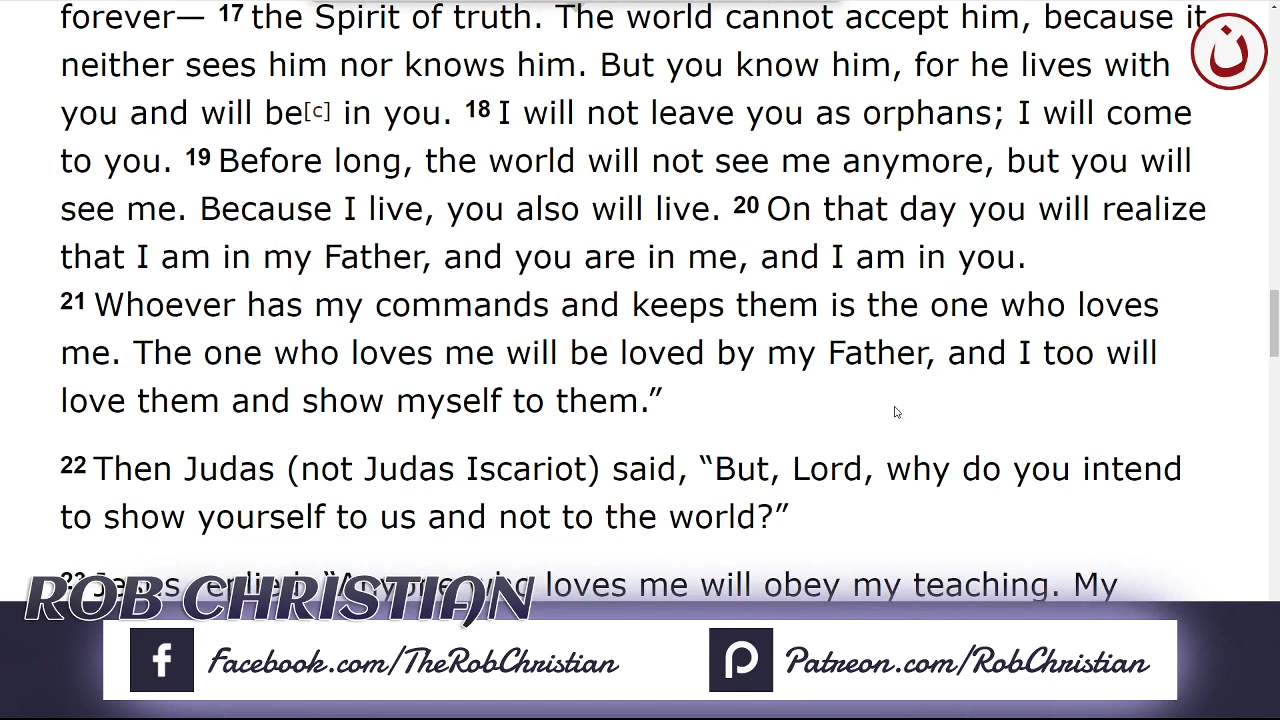 forever— 17 the Spirit of truth. The world cannot accept him, because it
neither sees him nor knows him. But you know him, for he lives with
you and will be[c] in you. 18 I will not leave you as orphans; I will come
to you. 19 Before long, the world will not see me anymore, but you will
see me. Because I live, you also will live. 20 On that day you will realize
that I am in my Father, and you are in me, and I am in you.
21 Whoever has my commands and keeps them is the one who loves
me. The one who loves me will be loved by my Father, and I too will
love them and show myself to them.”
22 Then Judas (not Judas Iscariot) said, “But, Lord, why do you intend
to show yourself to us and not to the world?”
23 Jesus replied, “Anyone who loves me will obey my teaching. My
ROB CHRISTIAN
Facebook.com/TheRobChristian
Patreon.com/RobChristian
ن